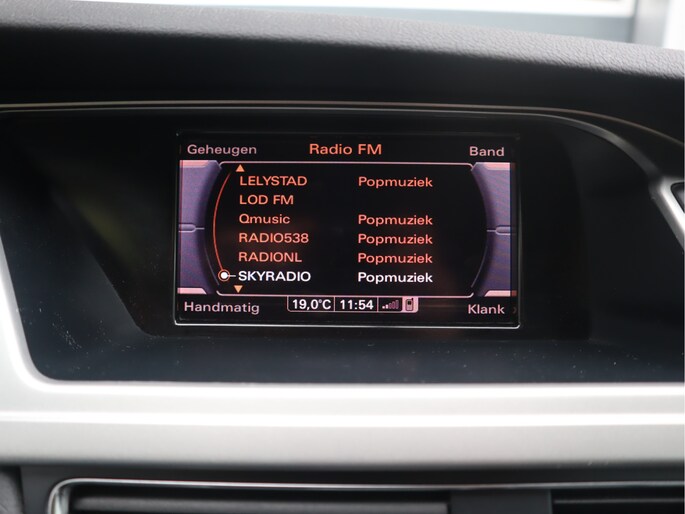 Geheugen Radio FM Band
LELYSTAD Popmuziek
LOD FM
Qmusic Popmuziek
RADIO538 Popmuziek
RADIONL Popmuziek
SKYRADIO Popmuziek
Handmatig 19,0°C 11:54 Klank